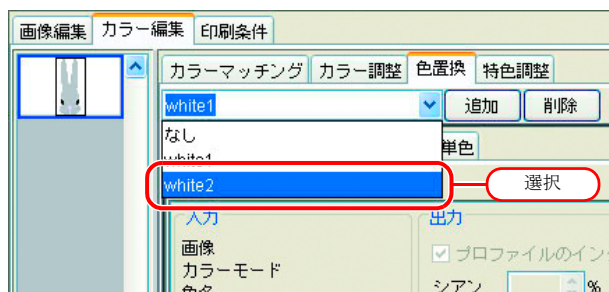 画像編集 カラー編集 印刷条件
カラーマッチング カラー調整 色置換 特色調整
white1 追加 削除
なし 単色
white1
white2 選択
入力 出力
画像 プロファイルのイン
カラーモード
色名 シアン %